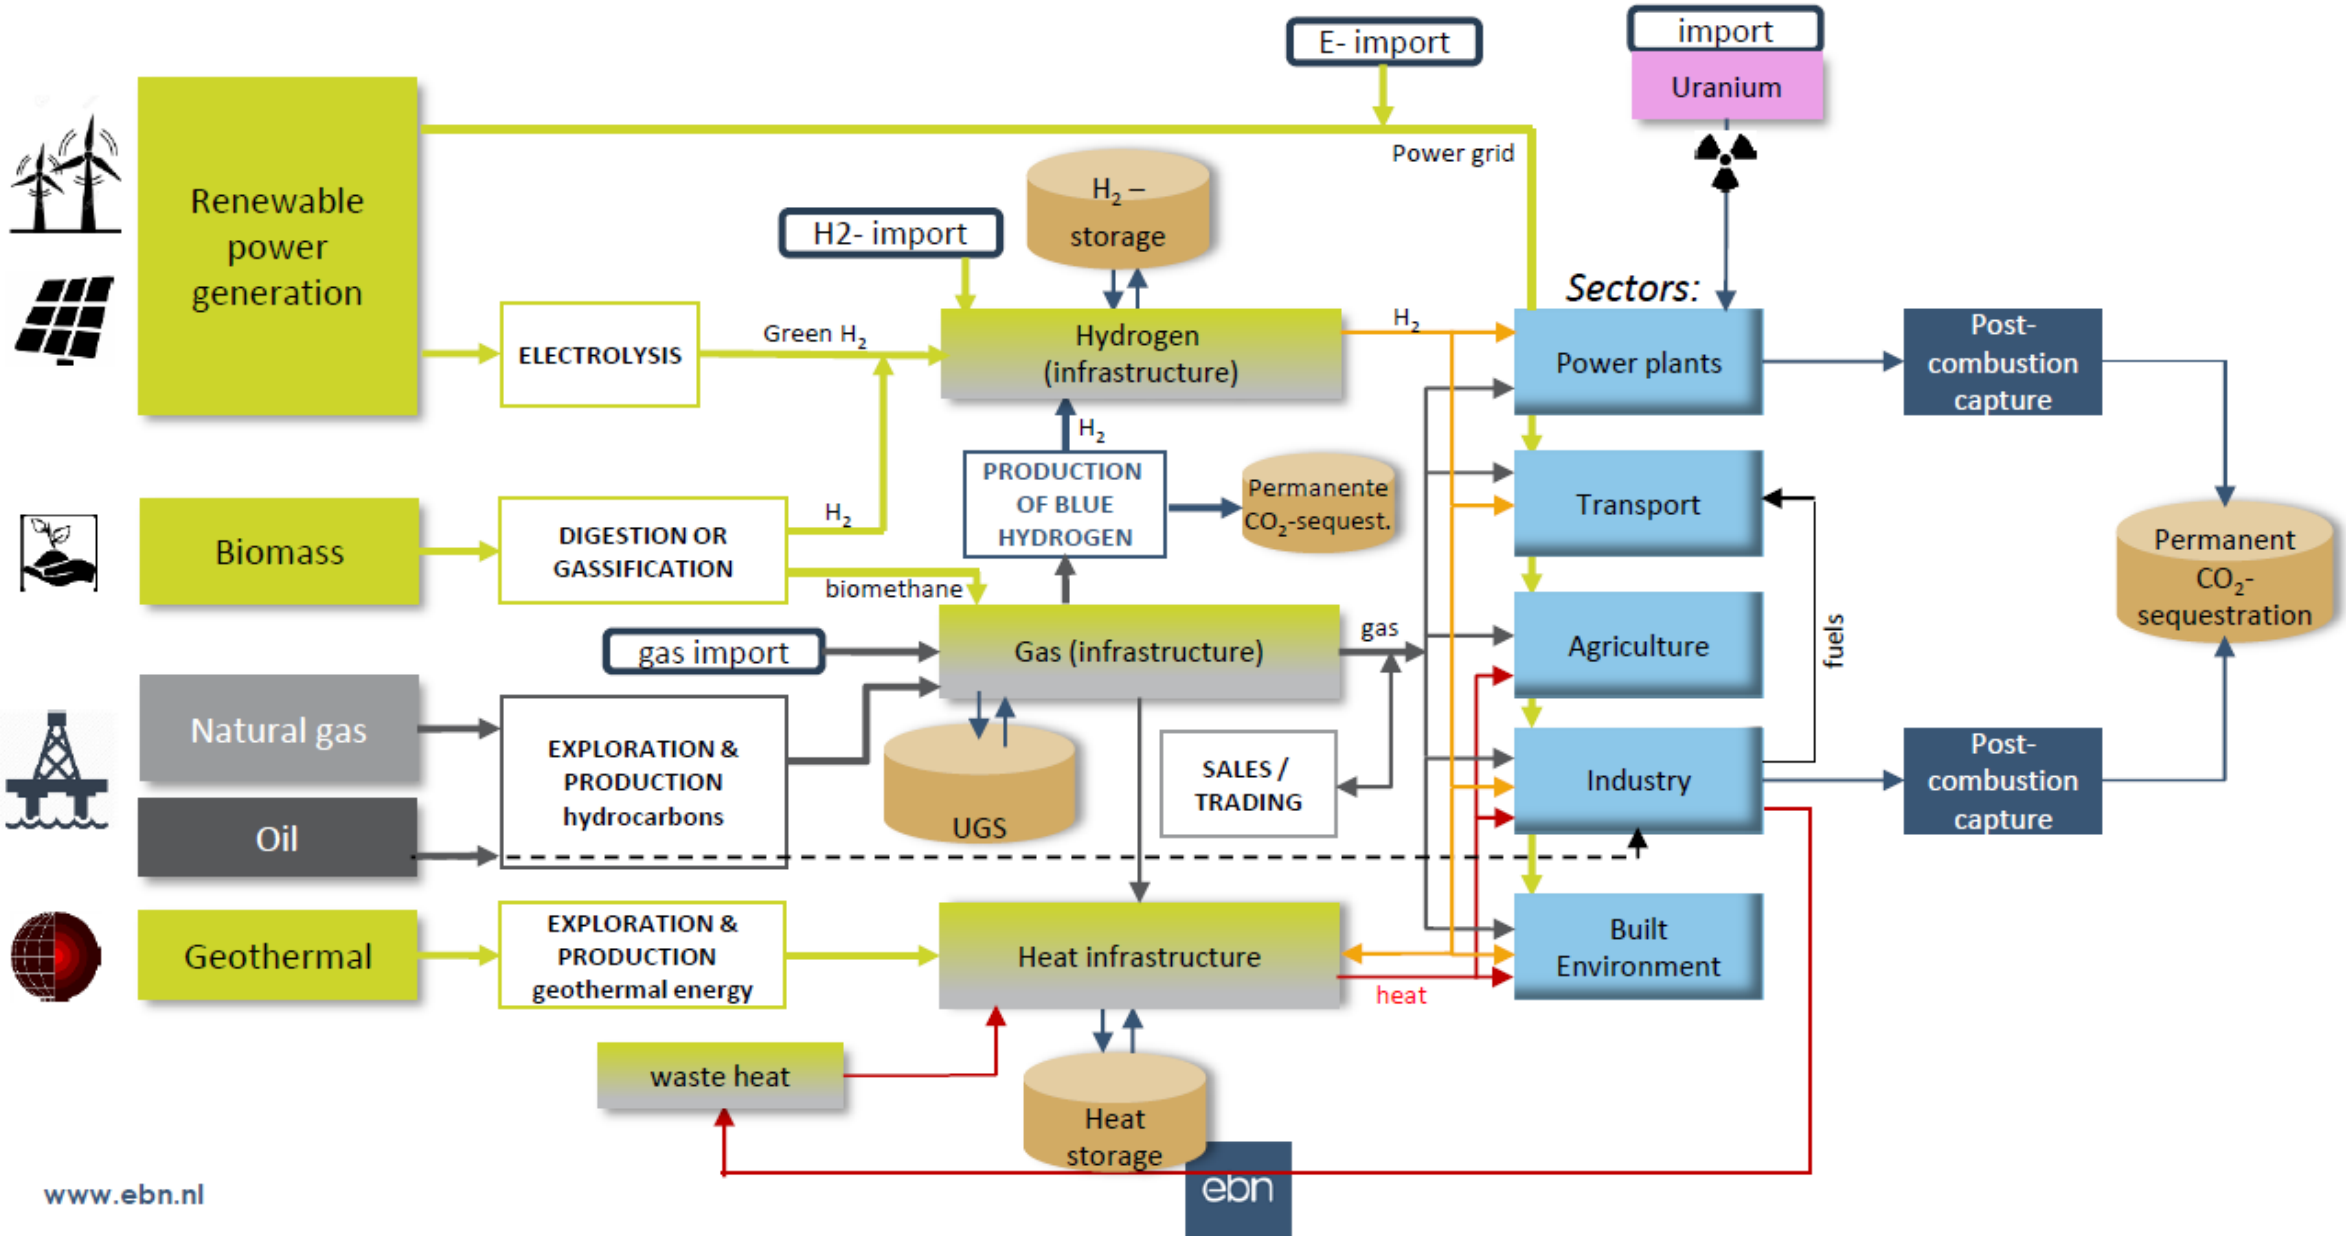 E- import
import
Uranium
Power grid
Renewable
power
generation
H2- import
H₂ –
storage
Sectors:
ELECTROLYSIS
Green H₂
Hydrogen
(infrastructure)
H₂
Power plants
Post-
combustion
capture
H₂
PRODUCTION
OF BLUE
HYDROGEN
Permanente
CO₂-sequest.
Transport
Biomass
DIGESTION OR
GASSIFICATION
H₂
biomethane
Permanent
CO₂-
sequestration
gas import
Gas (infrastructure)
gas
Agriculture
fuels
Natural gas
Oil
EXPLORATION &
PRODUCTION
hydrocarbons
UGS
SALES /
TRADING
Industry
Post-
combustion
capture
Geothermal
EXPLORATION &
PRODUCTION
geothermal energy
Heat infrastructure
heat
Built
Environment
waste heat
Heat
storage
www.ebn.nl
ebn